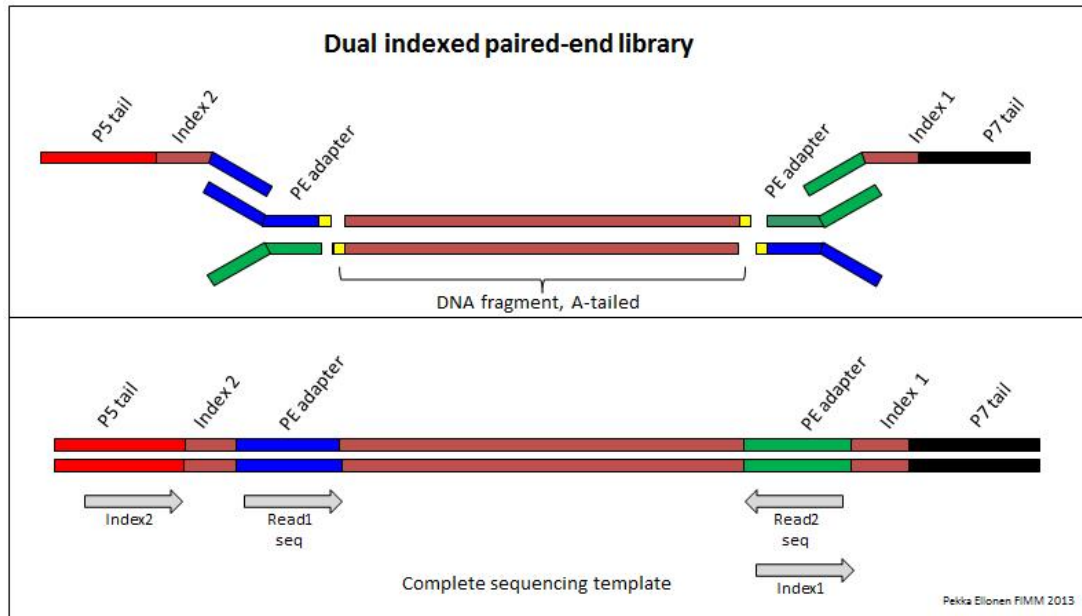 Dual indexed paired-end library
P5 tail
Index 2
PE adapter
PE adapter
Index 1
P7 tail
DNA fragment, A-tailed
P5 tail
Index 2
PE adapter
PE adapter
Index 1
P7 tail
Index2
Read1
seq
Read2
seq
Index1
Complete sequencing template
Pekka Ellonen FIMM 2013